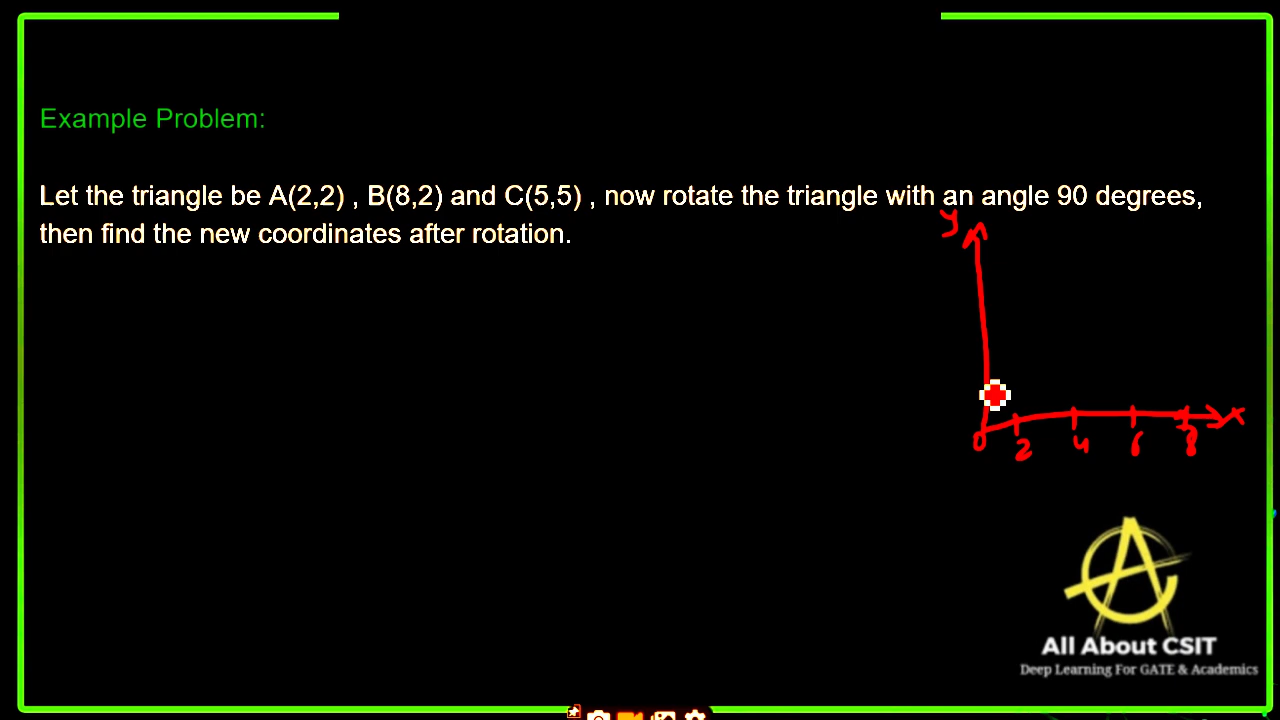 Example Problem:
Let the triangle be A(2,2) , B(8,2) and C(5,5) , now rotate the triangle with an angle 90 degrees,
then find the new coordinates after rotation.
y
x
0 2 4 6 8
All About CSIT
Deep Learning For GATE & Academics